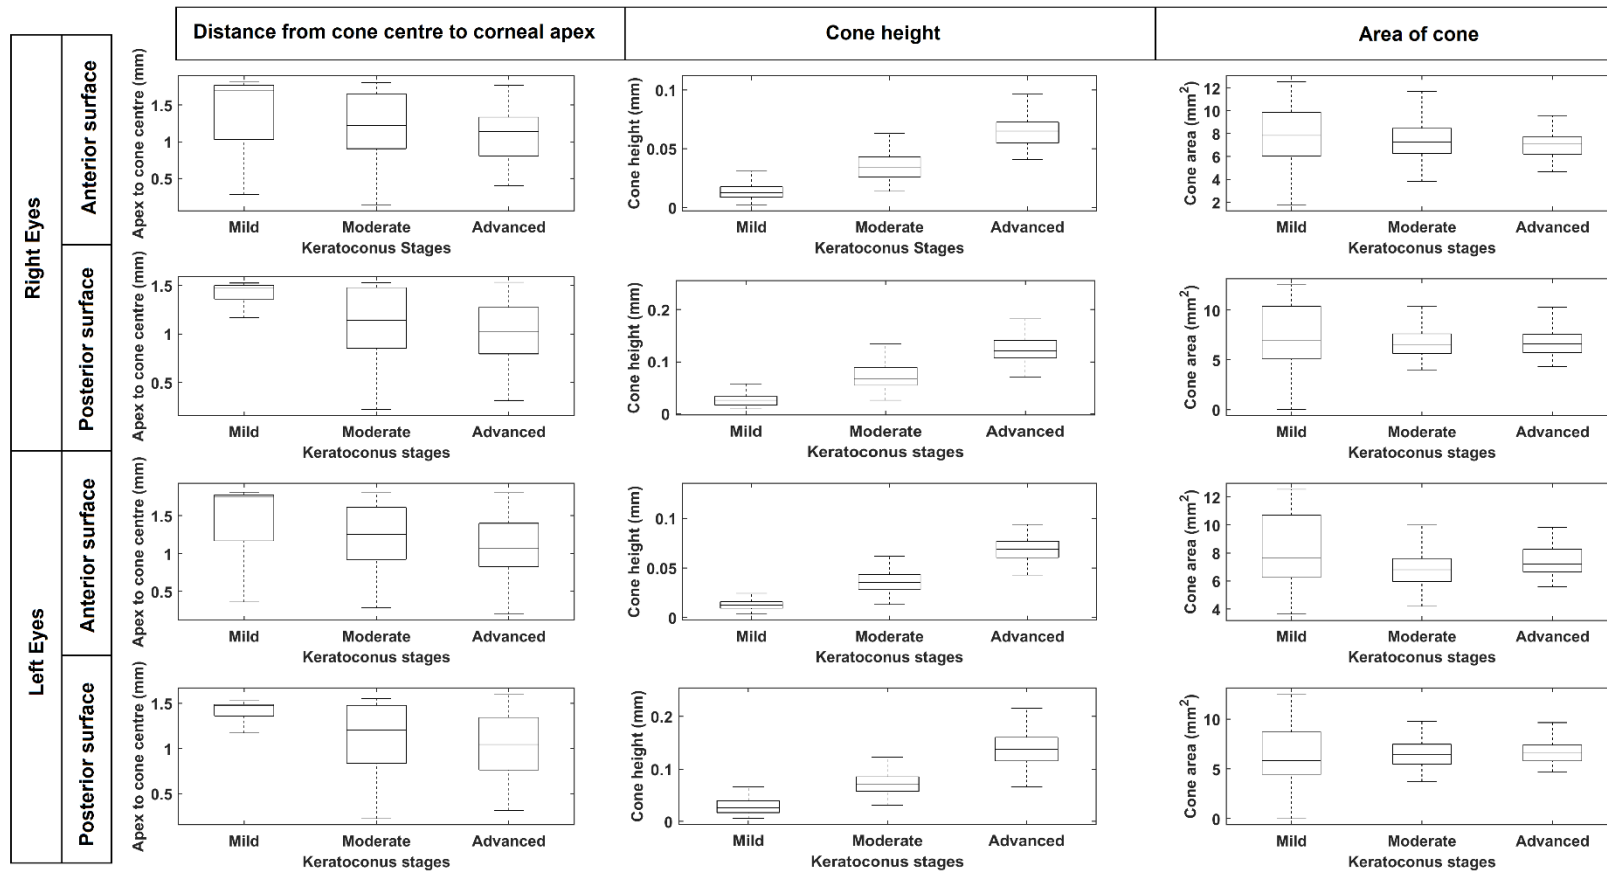 Distance from cone centre to corneal apex
Cone height
Area of cone
Right Eyes
Anterior surface
Apex to cone centre (mm)
1.5
1
0.5
Mild
Moderate
Advanced
Keratoconus Stages
Cone height (mm)
0.1
0.05
0
Mild
Moderate
Advanced
Keratoconus Stages
Cone area (mm²)
12
10
8
6
4
2
Mild
Moderate
Advanced
Keratoconus stages
Posterior surface
Apex to cone centre (mm)
1.5
1
0.5
Mild
Moderate
Advanced
Keratoconus stages
Cone height (mm)
0.2
0.1
0
Mild
Moderate
Advanced
Keratoconus stages
Cone area (mm²)
10
5
0
Mild
Moderate
Advanced
Keratoconus stages
Left Eyes
Anterior surface
Apex to cone centre (mm)
1.5
1
0.5
Mild
Moderate
Advanced
Keratoconus stages
Cone height (mm)
0.1
0.05
0
Mild
Moderate
Advanced
Keratoconus stages
Cone area (mm²)
12
10
8
6
4
Mild
Moderate
Advanced
Keratoconus stages
Posterior surface
Apex to cone centre (mm)
1.5
1
0.5
Mild
Moderate
Advanced
Keratoconus stages
Cone height (mm)
0.2
0.1
0
Mild
Moderate
Advanced
Keratoconus stages
Cone area (mm²)
10
5
0
Mild
Moderate
Advanced
Keratoconus stages